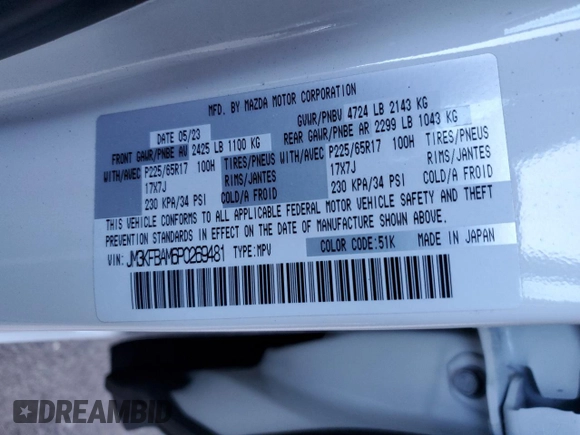 MFD. BY MAZDA MOTOR CORPORATION
DATE 05/23
GVWR/PNBV 4724 LB 2143 KG
FRONT GAWR/PNBE AV 2425 LB 1100 KG
REAR GAWR/PNBE AR 2299 LB 1043 KG
WITH/AVEC P225/65R17 100H TIRES/PNEUS WITH/AVEC P225/65R17 100H TIRES/PNEUS
17X7J RIMS/JANTES 17X7J RIMS/JANTES
230 KPA/34 PSI COLD/A FROID 230 KPA/34 PSI COLD/A FROID
THIS VEHICLE CONFORMS TO ALL APPLICABLE FEDERAL MOTOR VEHICLE SAFETY AND THEFT
PREVENTION STANDARDS IN EFFECT ON THE DATE OF MANUFACTURE SHOWN ABOVE.
COLOR CODE:51K MADE IN JAPAN
VIN: JM3KFBAM5P0269481 TYPE:MPV
DREAMBID